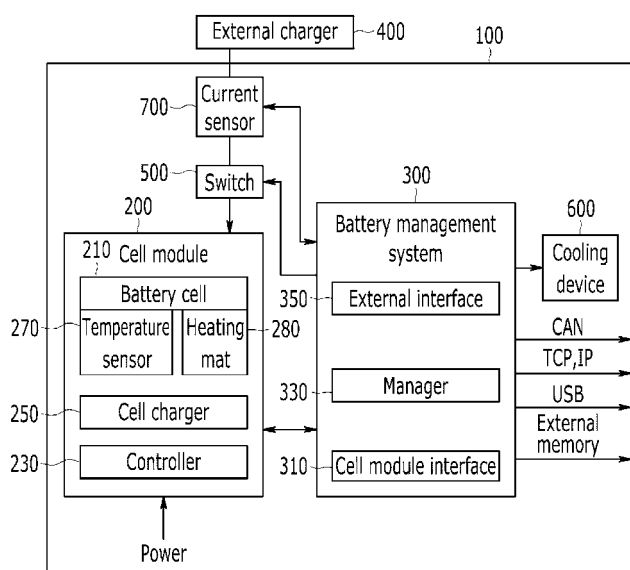 External charger
400
100
700
Current
sensor
500
Switch
200
Cell module
210
Battery cell
270
Temperature
sensor
Heating
mat
280
250
Cell charger
230
Controller
Power
300
Battery management
system
350
External interface
330
Manager
310
Cell module interface
600
Cooling
device
CAN
TCP,IP
USB
External
memory